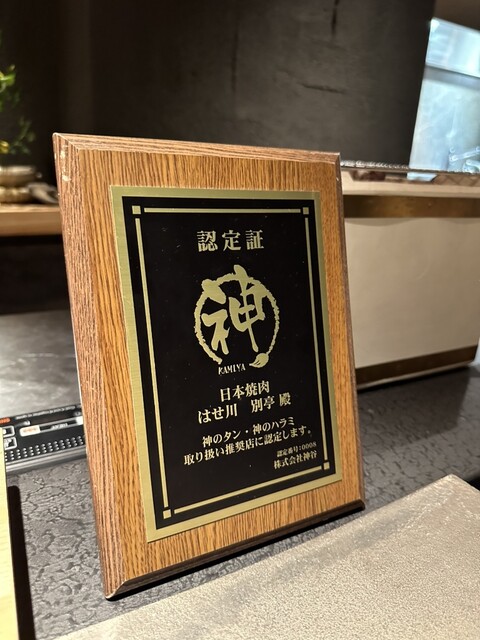 認定証
神
KAMIYA
日本焼肉
はせ川 別亭 殿
神のタン・神のハラミ
取り扱い推奨店に認定します。
認定番号:0008
株式会社神谷